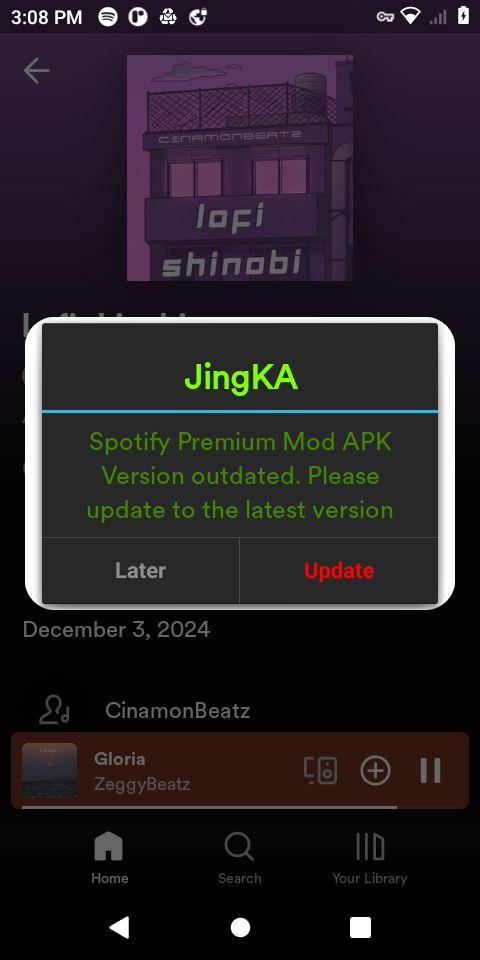 3:08 PM
CINAMONBEATZ
lofi
shinobi
JingKA
Spotify Premium Mod APK
Version outdated. Please
update to the latest version
Later
Update
December 3, 2024
CinamonBeatz
Gloria
ZeggyBeatz
Home
Search
Your Library